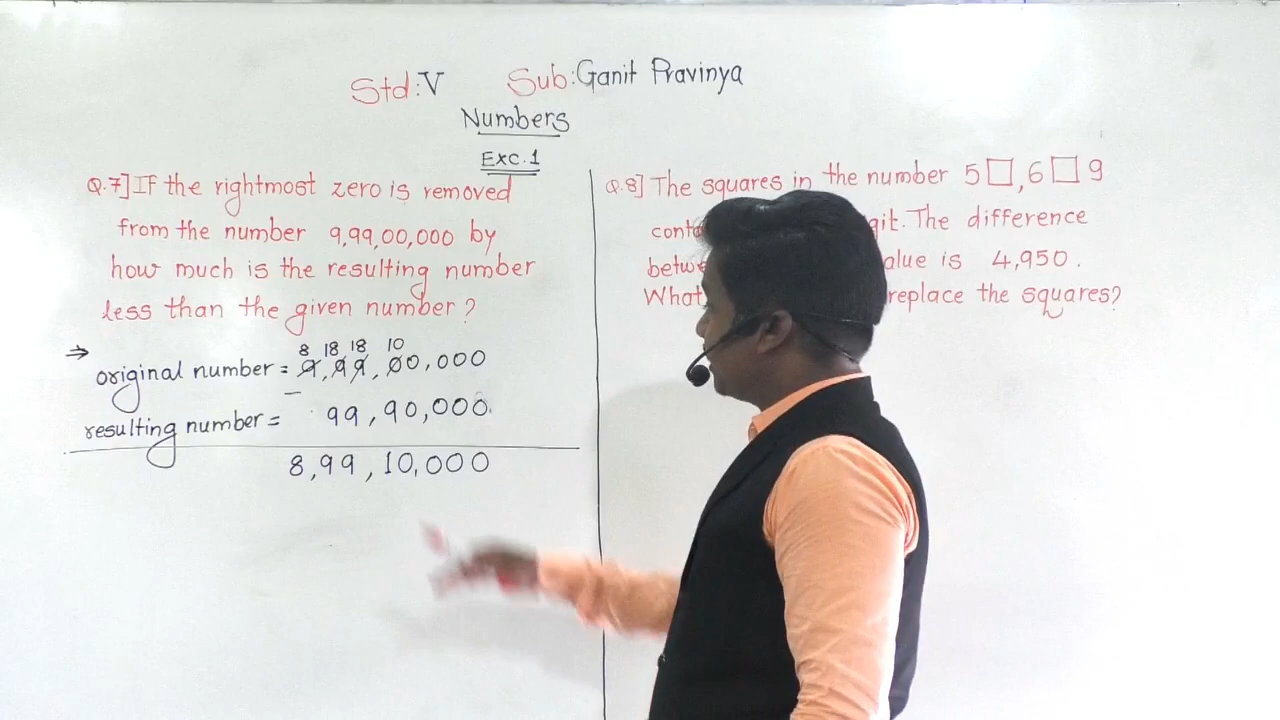 Std:V Sub:Ganit Pravinya
Numbers
Exc.1
Q.7] If the rightmost zero is removed
from the number 9,99,00,000 by
how much is the resulting number
less than the given number?
⇒ 8 18 18 10
original number = 9,99,00,000
−
resulting number = 99,90,000
8,99,10,000
Q.8] The squares in the number 5□,6□9
git. The difference
alue is 4,950.
What replace the squares?